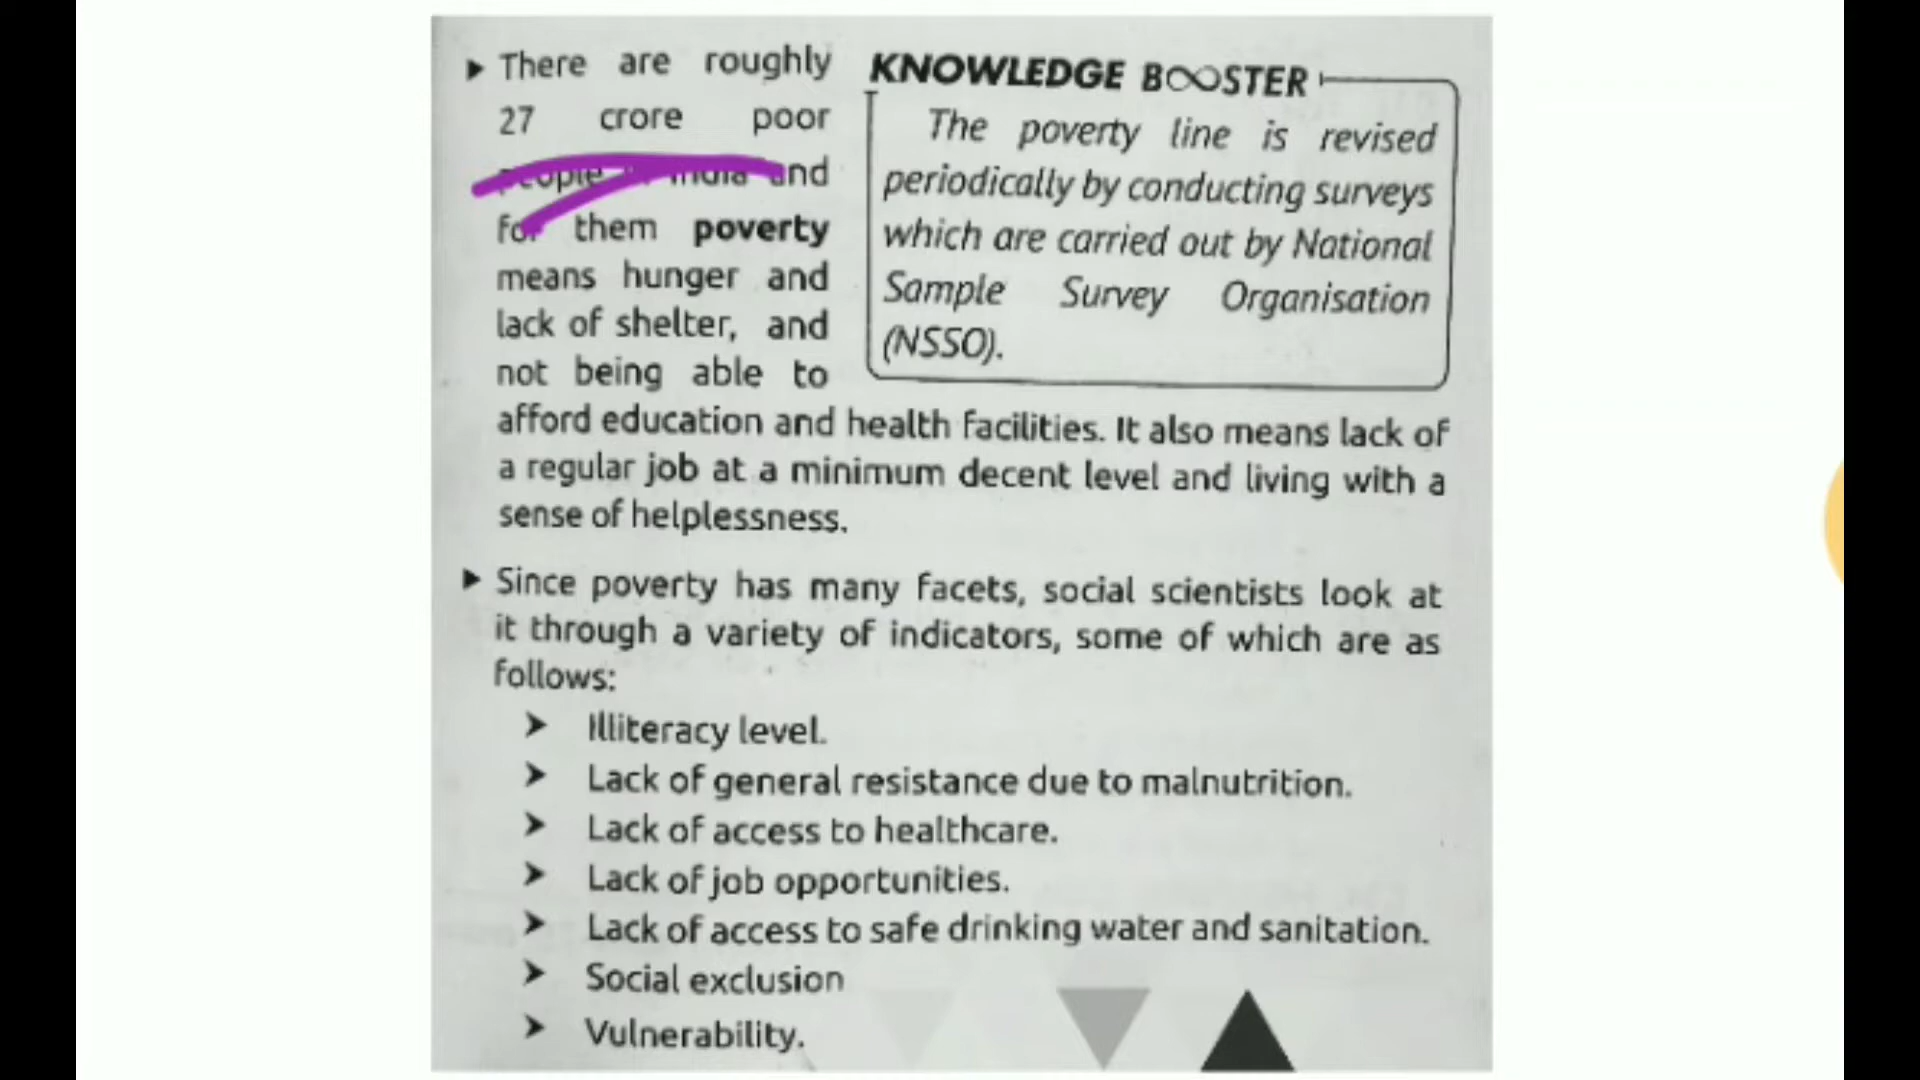 There are roughly
27 crore poor
people in India and
for them poverty
means hunger and
lack of shelter, and
not being able to
afford education and health facilities. It also means lack of
a regular job at a minimum decent level and living with a
sense of helplessness.
KNOWLEDGE BOOSTER
The poverty line is revised
periodically by conducting surveys
which are carried out by National
Sample Survey Organisation
(NSSO).
Since poverty has many facets, social scientists look at
it through a variety of indicators, some of which are as
follows:
Illiteracy level.
Lack of general resistance due to malnutrition.
Lack of access to healthcare.
Lack of job opportunities.
Lack of access to safe drinking water and sanitation.
Social exclusion
Vulnerability.